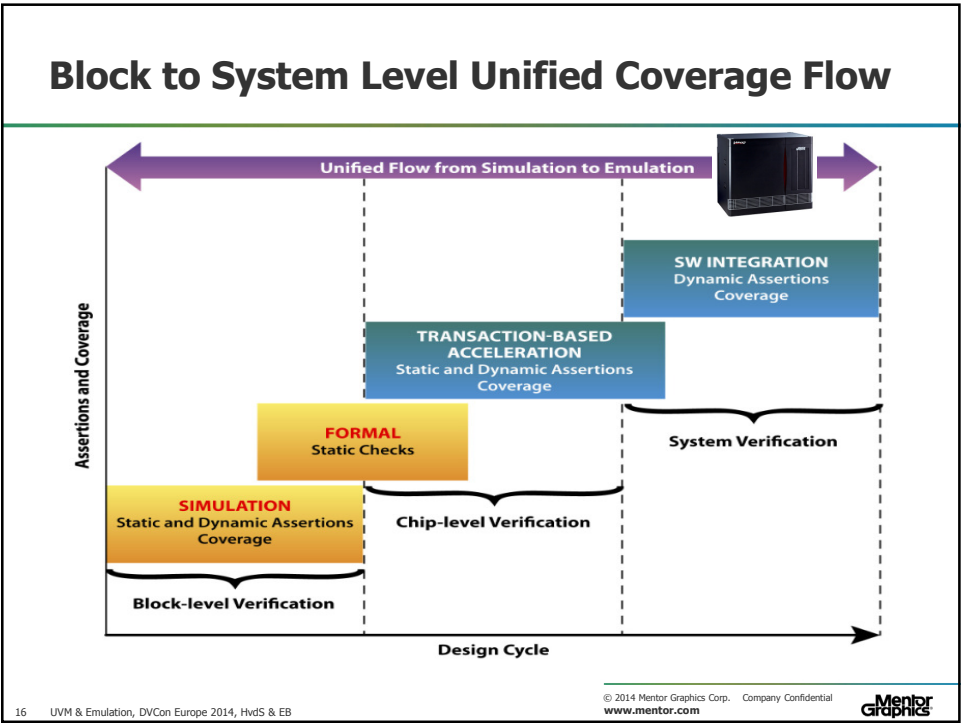 Block to System Level Unified Coverage Flow
Unified Flow from Simulation to Emulation
SW INTEGRATION
Dynamic Assertions
Coverage
TRANSACTION-BASED
ACCELERATION
Static and Dynamic Assertions
Coverage
Assertions and Coverage
FORMAL
Static Checks
System Verification
SIMULATION
Static and Dynamic Assertions
Coverage
Chip-level Verification
Block-level Verification
Design Cycle
16 UVM & Emulation, DVCon Europe 2014, HvdS & EB
© 2014 Mentor Graphics Corp. Company Confidential
www.mentor.com
Mentor
Graphics